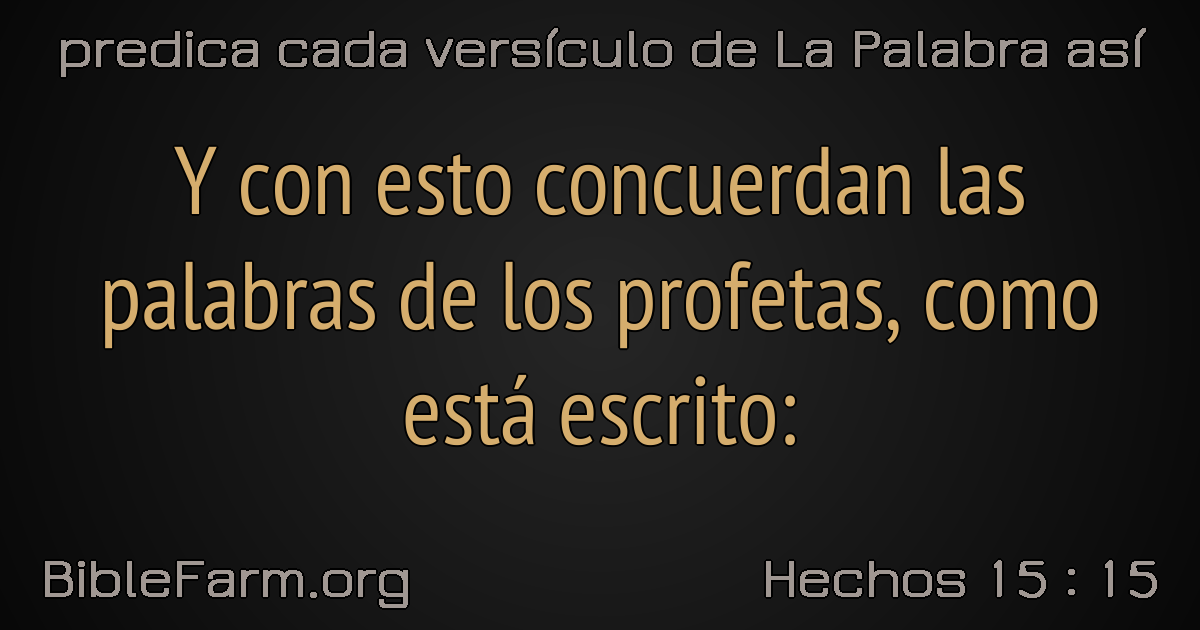 predica cada versículo de La Palabra así
Y con esto concuerdan las
palabras de los profetas, como
está escrito:
BibleFarm.org
Hechos 15 : 15